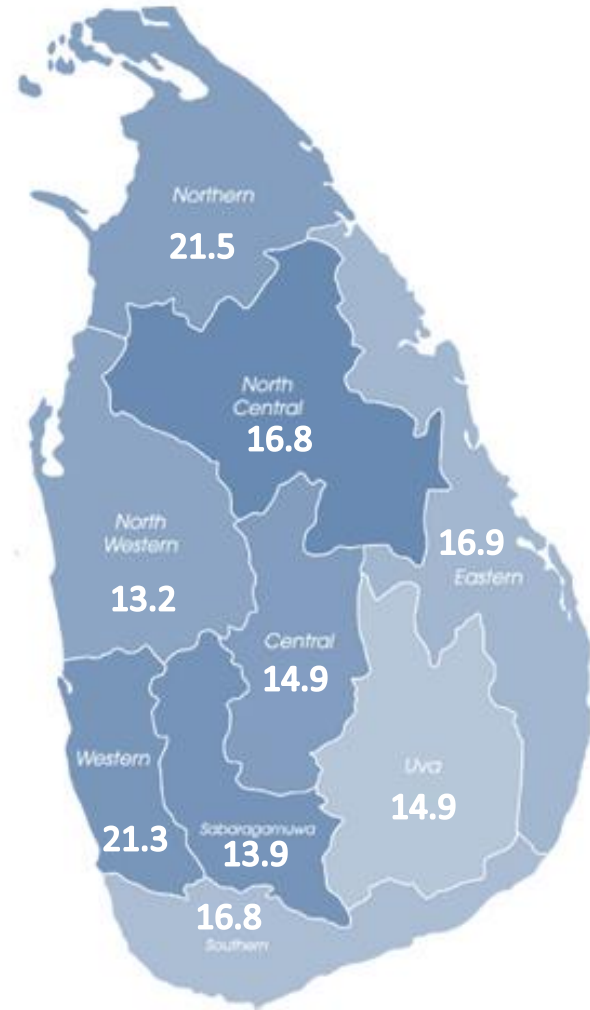 Northern
21.5
North
Central
16.8
North
Western
13.2
16.9
Eastern
Central
14.9
Western
21.3
Uva
14.9
Sabaragamuwa
13.9
16.8
Southern